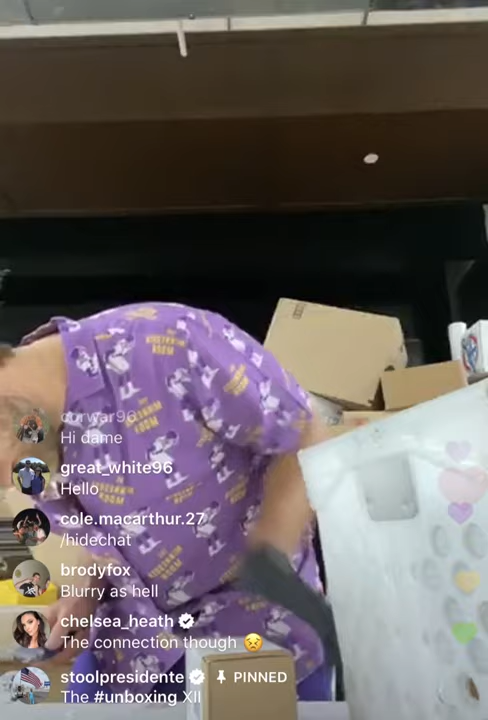 corwar96
Hi dame
great_white96
Hello
cole.macarthur.27
/hidechat
brodyfox
Blurry as hell
chelsea_heath
The connection though 😣
stoolpresidente PINNED
The #unboxing XII